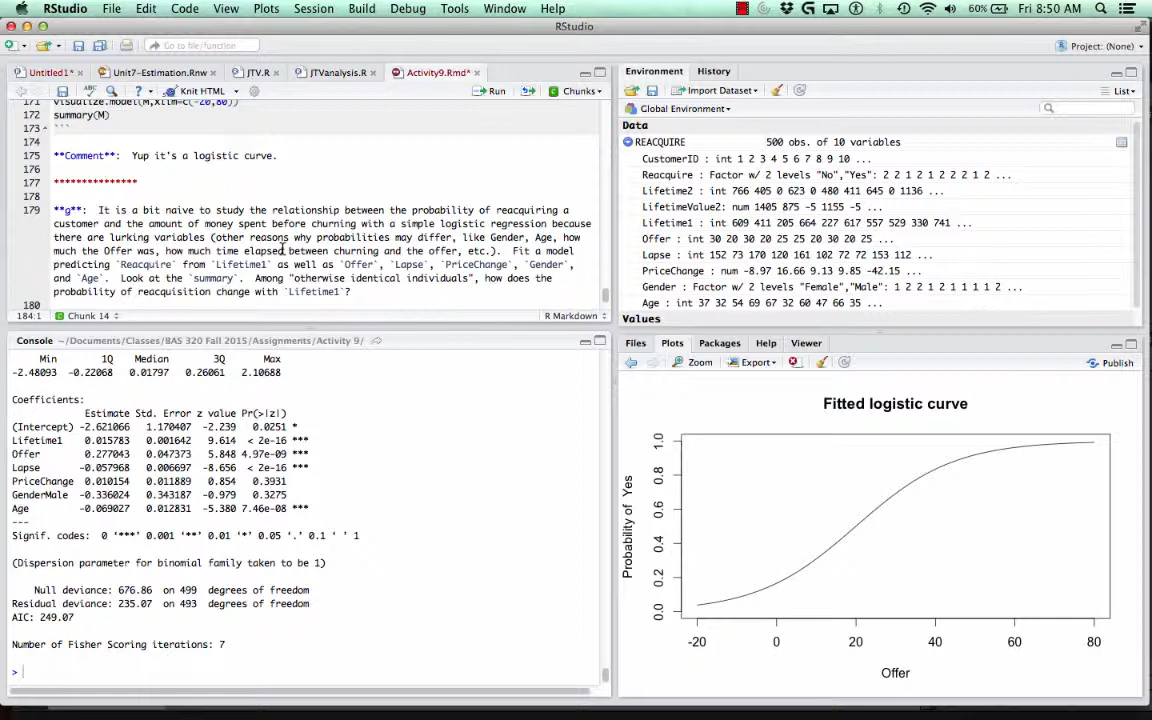 RStudio File Edit Code View Plots Session Build Debug Tools Window Help 60% Fri 8:50 AM
RStudio
Go to file/function Project: (None)
Untitled1* Unit7-Estimation.Rnw JTV.R JTVanalysis.R Activity9.Rmd*
ABC Knit HTML Run Chunks
171 visualize.model(M,xlim=c(-20,80))
172 summary(M)
173 ```
174
175 **Comment**: Yup it's a logistic curve.
176
177 ***************
178
179 **g**: It is a bit naive to study the relationship between the probability of reacquiring a
customer and the amount of money spent before churning with a simple logistic regression because
there are lurking variables (other reasons why probabilities may differ, like Gender, Age, how
much the Offer was, how much time elapsed between churning and the offer, etc.). Fit a model
predicting `Reacquire` from `Lifetime1` as well as `Offer`, `Lapse`, `PriceChange`, `Gender`,
and `Age`. Look at the `summary`. Among "otherwise identical individuals", how does the
probability of reacquisition change with `Lifetime1`?
180
184:1 Chunk 14 R Markdown
Console ~/Documents/Classes/BAS 320 Fall 2015/Assignments/Activity 9/
Min 1Q Median 3Q Max
-2.48093 -0.22068 0.01797 0.26061 2.10688
Coefficients:
Estimate Std. Error z value Pr(>|z|)
(Intercept) -2.621066 1.170407 -2.239 0.0251 *
Lifetime1 0.015783 0.001642 9.614 < 2e-16 ***
Offer 0.277043 0.047373 5.848 4.97e-09 ***
Lapse -0.057968 0.006697 -8.656 < 2e-16 ***
PriceChange 0.010154 0.011889 0.854 0.3931
GenderMale -0.336024 0.343187 -0.979 0.3275
Age -0.069027 0.012831 -5.380 7.46e-08 ***
---
Signif. codes: 0 ‘***’ 0.001 ‘**’ 0.01 ‘*’ 0.05 ‘.’ 0.1 ‘ ’ 1
(Dispersion parameter for binomial family taken to be 1)
Null deviance: 676.86 on 499 degrees of freedom
Residual deviance: 235.07 on 493 degrees of freedom
AIC: 249.07
Number of Fisher Scoring iterations: 7
>
Environment History
Import Dataset List
Global Environment
Data
REACQUIRE 500 obs. of 10 variables
CustomerID : int 1 2 3 4 5 6 7 8 9 10 ...
Reacquire : Factor w/ 2 levels "No","Yes": 2 2 1 2 1 2 2 2 1 2 ...
Lifetime2 : int 766 405 0 623 0 480 411 645 0 1136 ...
LifetimeValue2: num 1405 875 -5 1155 -5 ...
Lifetime1 : int 609 411 205 664 227 617 557 529 330 741 ...
Offer : int 30 20 30 20 25 25 20 30 20 25 ...
Lapse : int 152 73 170 120 161 102 72 73 153 112 ...
PriceChange : num -8.97 16.66 9.13 9.85 -42.15 ...
Gender : Factor w/ 2 levels "Female","Male": 1 2 2 1 2 1 1 1 1 2 ...
Age : int 37 32 54 69 67 32 60 47 66 35 ...
Values
Files Plots Packages Help Viewer
Zoom Export Publish
Fitted logistic curve
Probability of Yes
1.0
0.8
0.6
0.4
0.2
0.0
-20 0 20 40 60 80
Offer